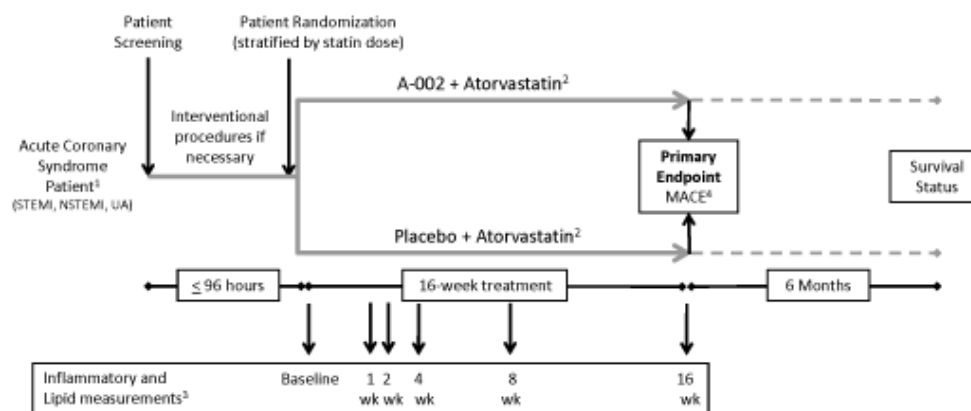 Patient
Screening
Patient Randomization
(stratified by statin dose)
A-002 + Atorvastatin²
Interventional
procedures if
necessary
Acute Coronary
Syndrome
Patient¹
(STEMI, NSTEMI, UA)
Primary
Endpoint
MACE⁴
Survival
Status
Placebo + Atorvastatin²
≤ 96 hours
16-week treatment
6 Months
Inflammatory and
Lipid measurements³
Baseline
1
wk
2
wk
4
wk
8
wk
16
wk